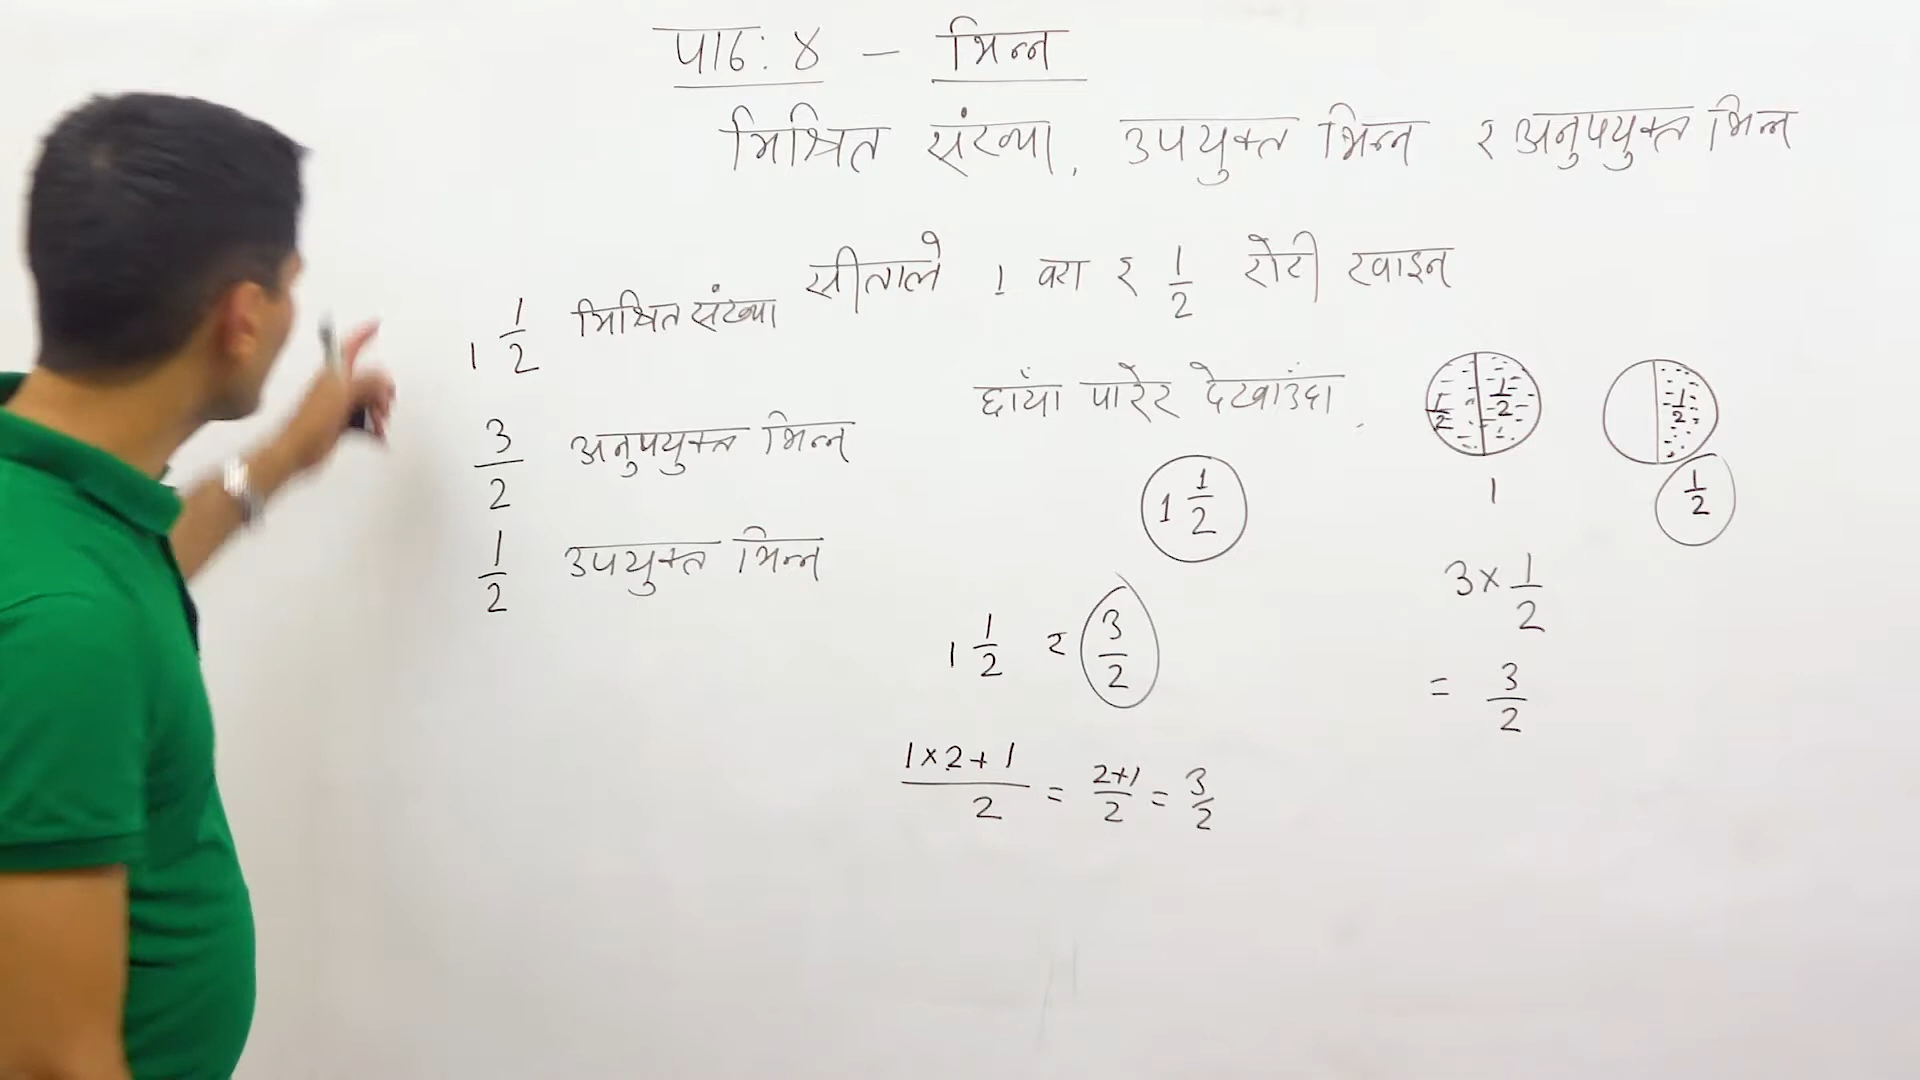 पाठ: ४ - भिन्न
मिश्रित संख्या, उपयुक्त भिन्न र अनुपयुक्त भिन्न
सीताले 1 वटा र 1/2 रोटी खाइन्
1 1/2 मिश्रित संख्या
3/2 अनुपयुक्त भिन्न
1/2 उपयुक्त भिन्न
छाँया पारेर देखाउँदा,
1/2 1/2 1/2
1 1/2
1 1/2
3 × 1/2
= 3/2
1 1/2 र 3/2
1×2+1/2 = 2+1/2 = 3/2